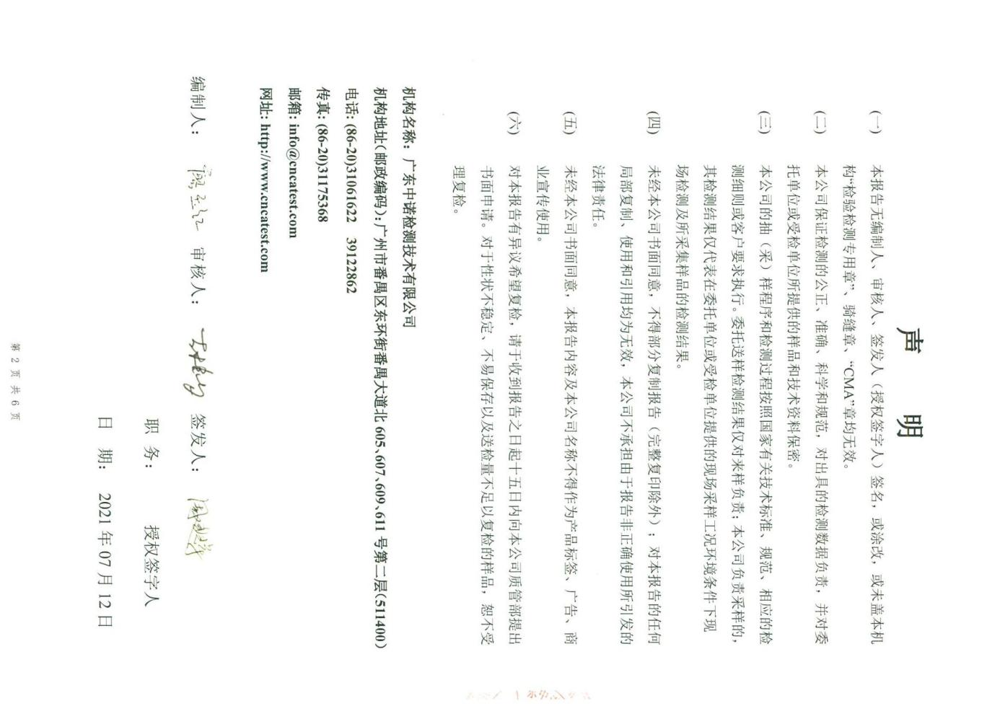 声 明
(一) 本报告无编制人、审核人、签发人（授权签字人）签名，或涂改，或未盖本机
构“检验检测专用章”、骑缝章、“CMA”章均无效。
(二) 本公司保证检测的公正、准确、科学和规范，对出具的检测数据负责，并对委
托单位或受检单位所提供的样品和技术资料保密。
(三) 本公司的抽（采）样程序和检测过程按照国家有关技术标准、规范、相应的检
测细则或客户要求执行。委托送样检测结果仅对来样负责；本公司负责采样的，
其检测结果仅代表在委托单位或受检单位提供的现场采样工况环境条件下现
场检测及所采集样品的检测结果。
(四) 未经本公司书面同意，不得部分复制报告（完整复印除外）；对本报告的任何
局部复制、使用和引用均为无效，本公司不承担由于报告非正确使用所引发的
法律责任。
(五) 未经本公司书面同意，本报告内容及本公司名称不得作为产品标签、广告、商
业宣传使用。
(六) 对本报告有异议希望复检，请于收到报告之日起十五日内向本公司质管部提出
书面申请。对于性状不稳定、不易保存以及送检量不足以复检的样品，恕不受
理复检。
机构名称：广东中诺检测技术有限公司
机构地址(邮政编码)：广州市番禺区东环街番禺大道北 605、607、609、611 号第二层(511400)
电话：(86-20)31061622 39122862
传真：(86-20)31175368
邮箱：info@cncatest.com
网址：http://www.cncatest.com
编制人： 审核人： 签发人：
职 务： 授权签字人
日 期： 2021 年 07 月 12 日
第 2 页 共 6 页